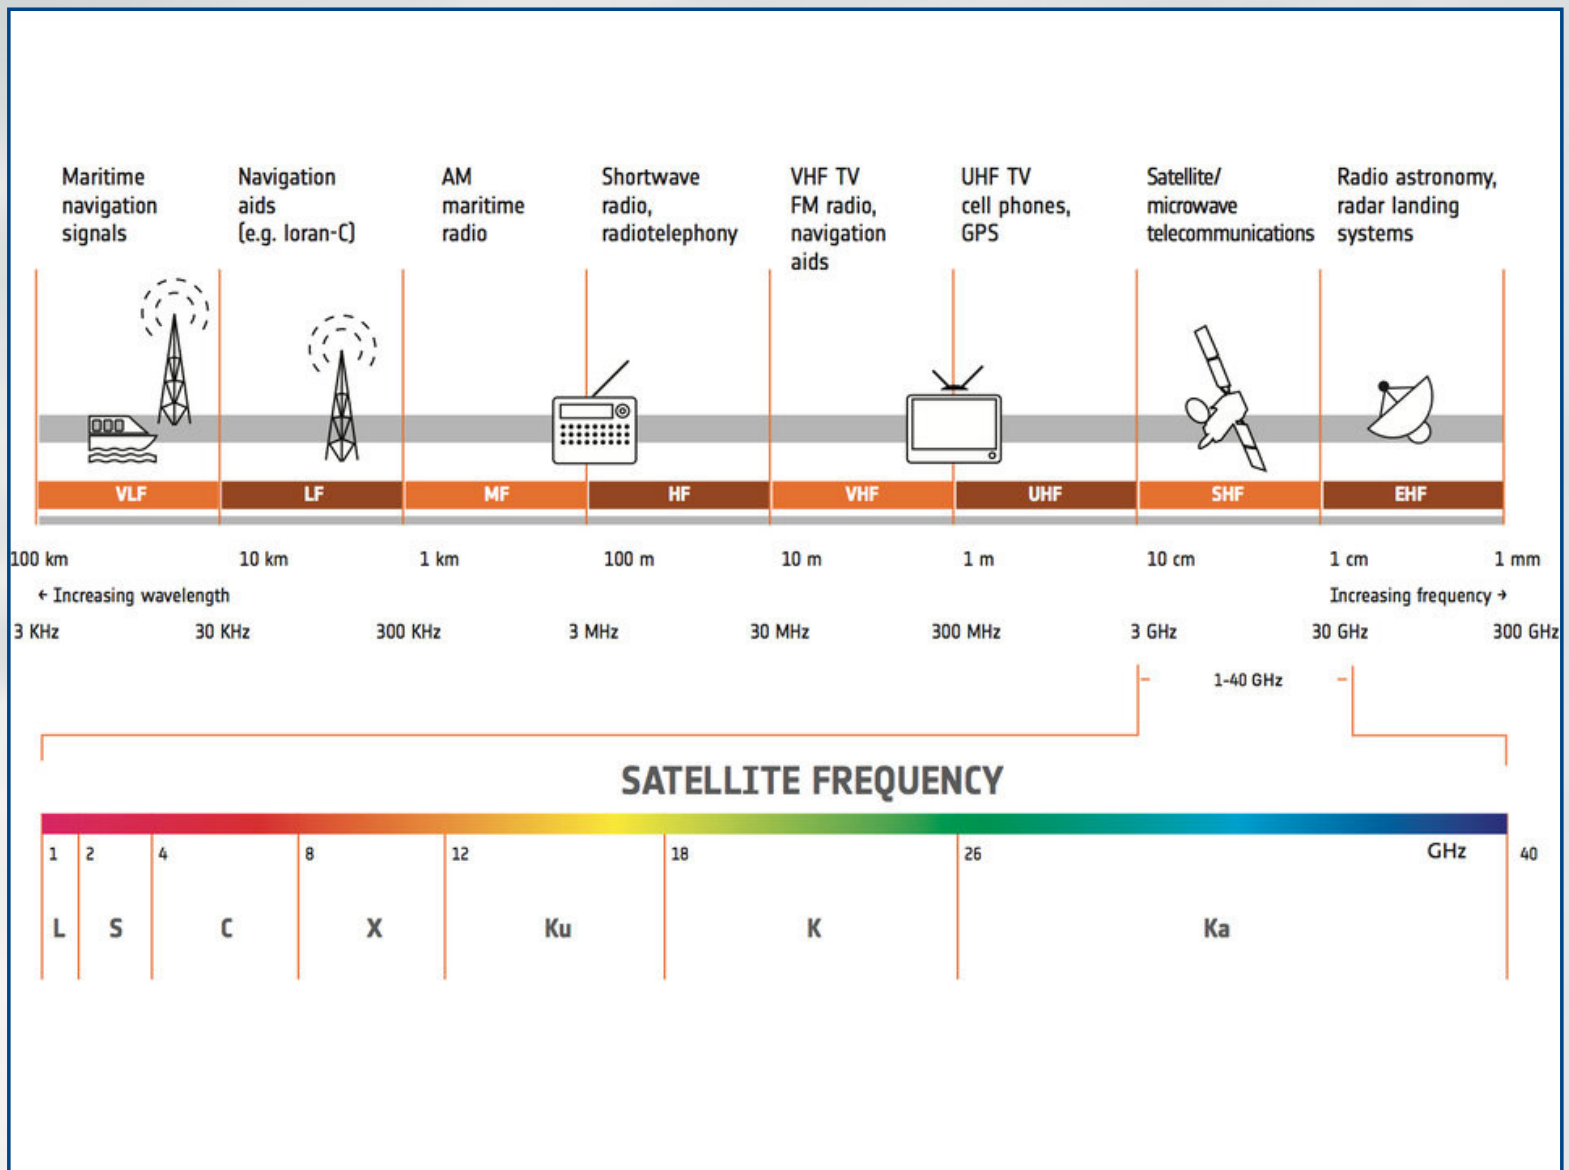 Maritime
navigation
signals
Navigation
aids
(e.g. loran-C)
AM
maritime
radio
Shortwave
radio,
radiotelephony
VHF TV
FM radio,
navigation
aids
UHF TV
cell phones,
GPS
Satellite/
microwave
telecommunications
Radio astronomy,
radar landing
systems
VLF LF MF HF VHF UHF SHF EHF
100 km 10 km 1 km 100 m 10 m 1 m 10 cm 1 cm 1 mm
← Increasing wavelength Increasing frequency →
3 KHz 30 KHz 300 KHz 3 MHz 30 MHz 300 MHz 3 GHz 30 GHz 300 GHz
1-40 GHz
SATELLITE FREQUENCY
1 2 4 8 12 18 26 GHz 40
L S C X Ku K Ka